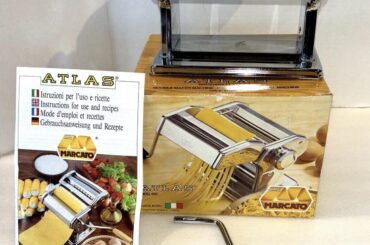 ATLAS
Istruzioni per l'uso e ricette
Instructions for use and recipes
Mode d'emploi et recettes
Gebrauchsanweisung und Rezepte
MARCATO
ATLAS
ATLAS
MARCATO